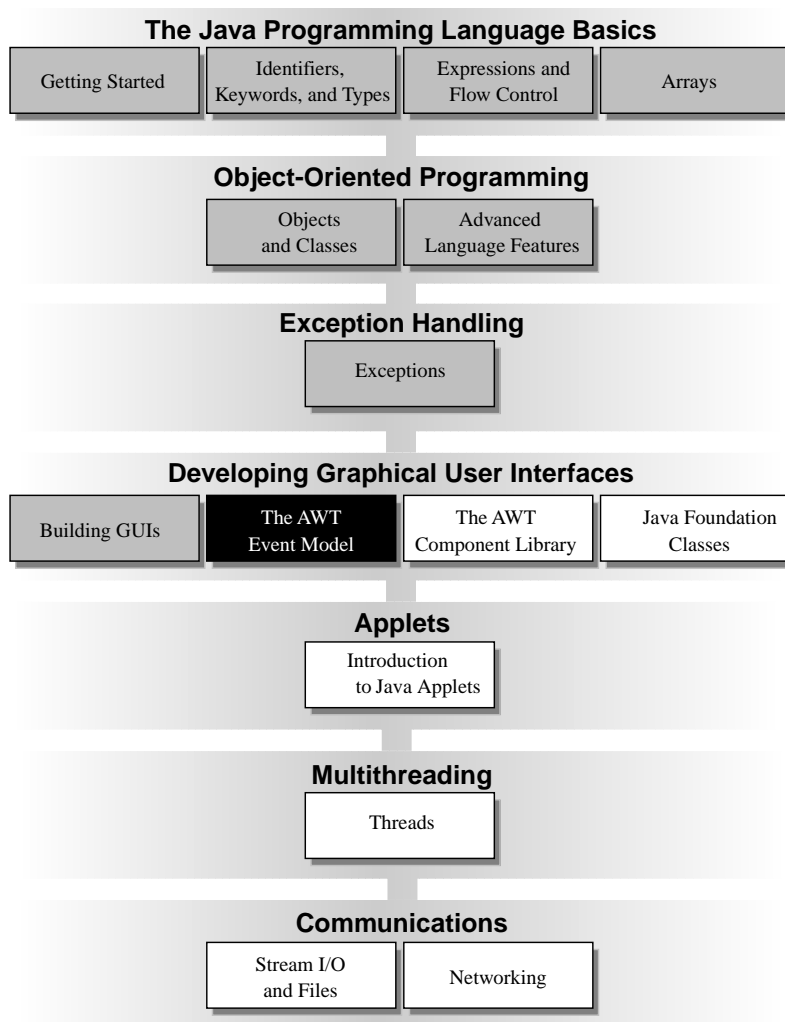 The Java Programming Language Basics
Getting Started
Identifiers,
Keywords, and Types
Expressions and
Flow Control
Arrays
Object-Oriented Programming
Objects
and Classes
Advanced
Language Features
Exception Handling
Exceptions
Developing Graphical User Interfaces
Building GUIs
The AWT
Event Model
The AWT
Component Library
Java Foundation
Classes
Applets
Introduction
to Java Applets
Multithreading
Threads
Communications
Stream I/O
and Files
Networking